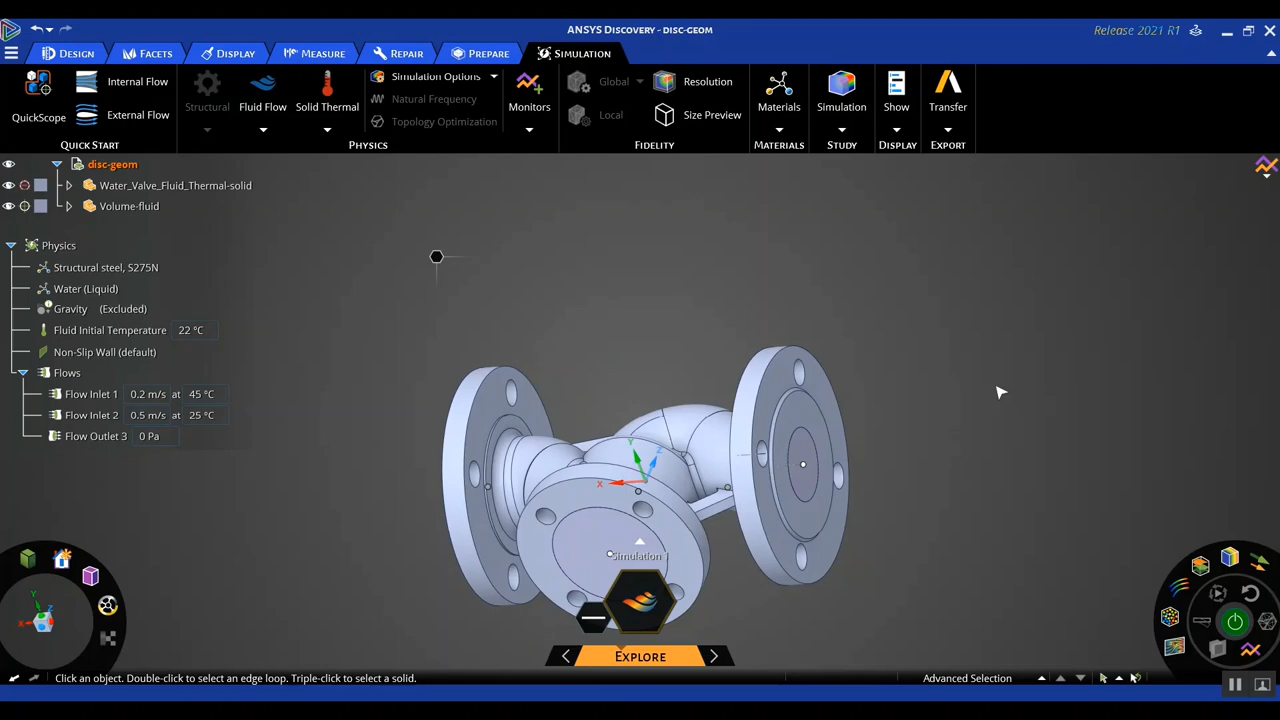 ANSYS Discovery - DISC-GEOM
Release 2021 R1
Design Facets Display Measure Repair Prepare Simulation
QuickScope
Internal Flow
External Flow
Structural
Fluid Flow
Solid Thermal
Simulation Options
Natural Frequency
Topology Optimization
Monitors
Global
Local
Resolution
Size Preview
Materials
Simulation
Show
Transfer
Quick Start Physics Fidelity Materials Study Display Export
disc-geom
Water_Valve_Fluid_Thermal-solid
Volume-fluid
Physics
Structural steel, S275N
Water (Liquid)
Gravity (Excluded)
Fluid Initial Temperature 22 °C
Non-Slip Wall (default)
Flows
Flow Inlet 1 0.2 m/s at 45 °C
Flow Inlet 2 0.5 m/s at 25 °C
Flow Outlet 3 0 Pa
Y
Z
X
Simulation 1
Y
Z
X
Explore
Click an object. Double-click to select an edge loop. Triple-click to select a solid.
Advanced Selection